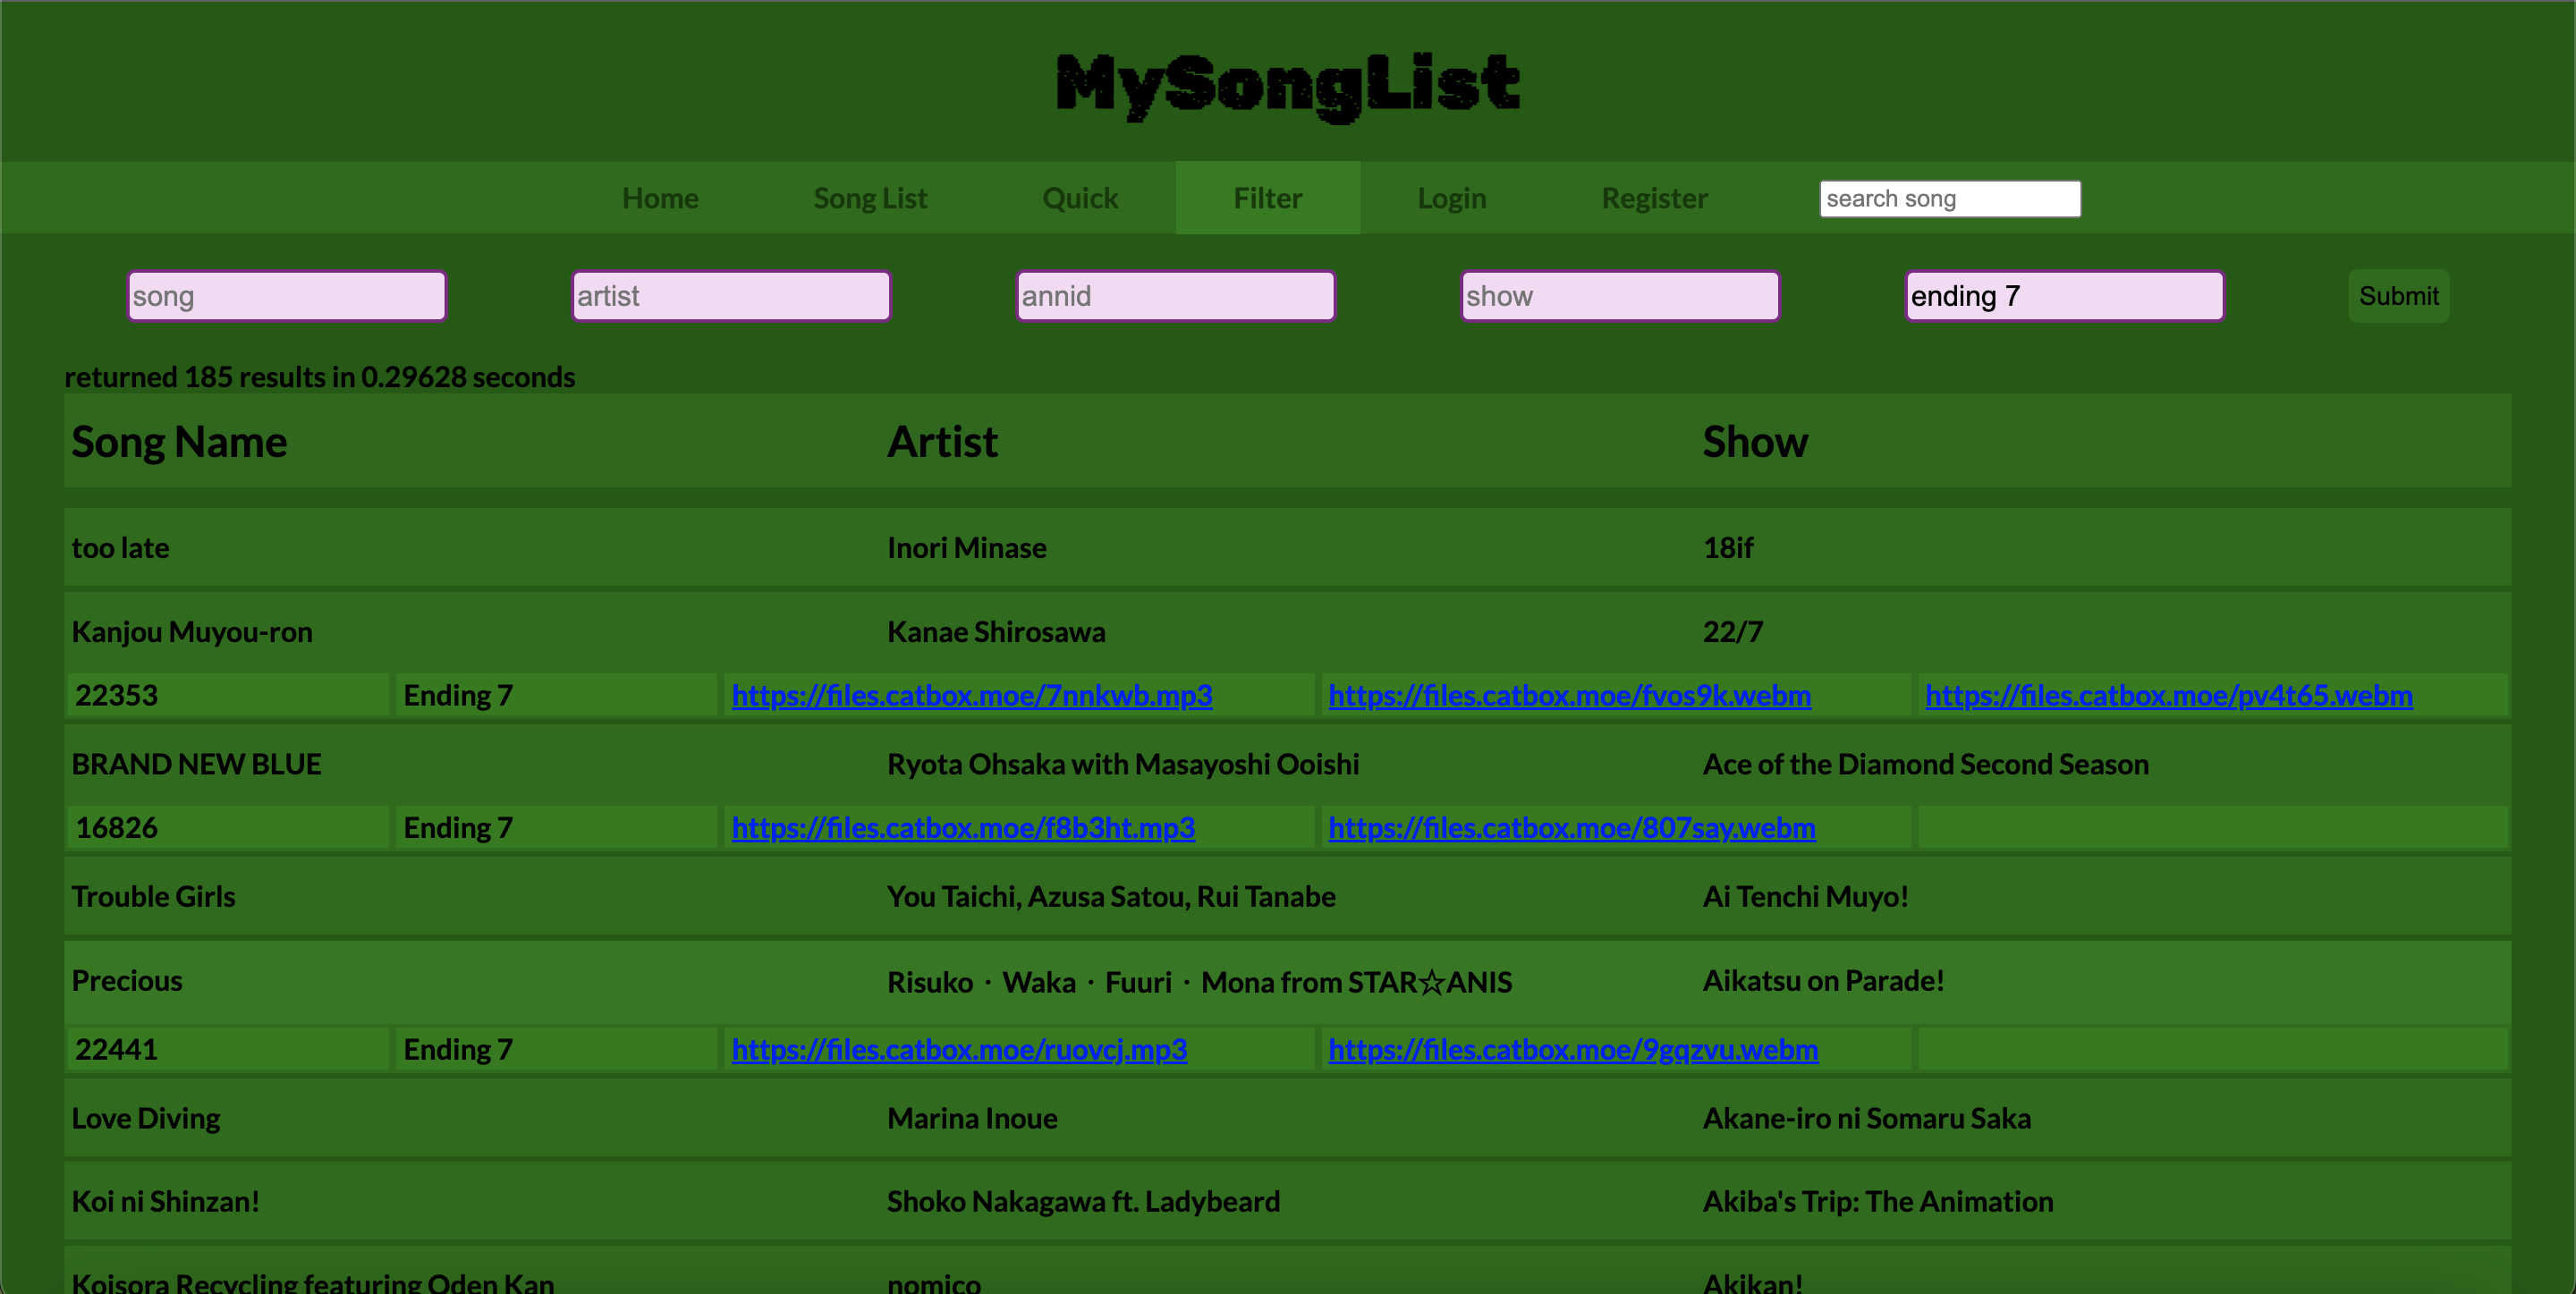 MySongList
Home Song List Quick Filter Login Register search song
song artist annid show ending 7 Submit
returned 185 results in 0.29628 seconds
Song Name Artist Show
too late Inori Minase 18if
Kanjou Muyou-ron Kanae Shirosawa 22/7
22353 Ending 7 https://files.catbox.moe/7nnkwb.mp3 https://files.catbox.moe/fvos9k.webm https://files.catbox.moe/pv4t65.webm
BRAND NEW BLUE Ryota Ohsaka with Masayoshi Ooishi Ace of the Diamond Second Season
16826 Ending 7 https://files.catbox.moe/f8b3ht.mp3 https://files.catbox.moe/807say.webm
Trouble Girls You Taichi, Azusa Satou, Rui Tanabe Ai Tenchi Muyo!
Precious Risuko・Waka・Fuuri・Mona from STAR☆ANIS Aikatsu on Parade!
22441 Ending 7 https://files.catbox.moe/ruovcj.mp3 https://files.catbox.moe/9gqzvu.webm
Love Diving Marina Inoue Akane-iro ni Somaru Saka
Koi ni Shinzan! Shoko Nakagawa ft. Ladybeard Akiba's Trip: The Animation
Koisora Recycling featuring Oden Kan nomico Akikan!